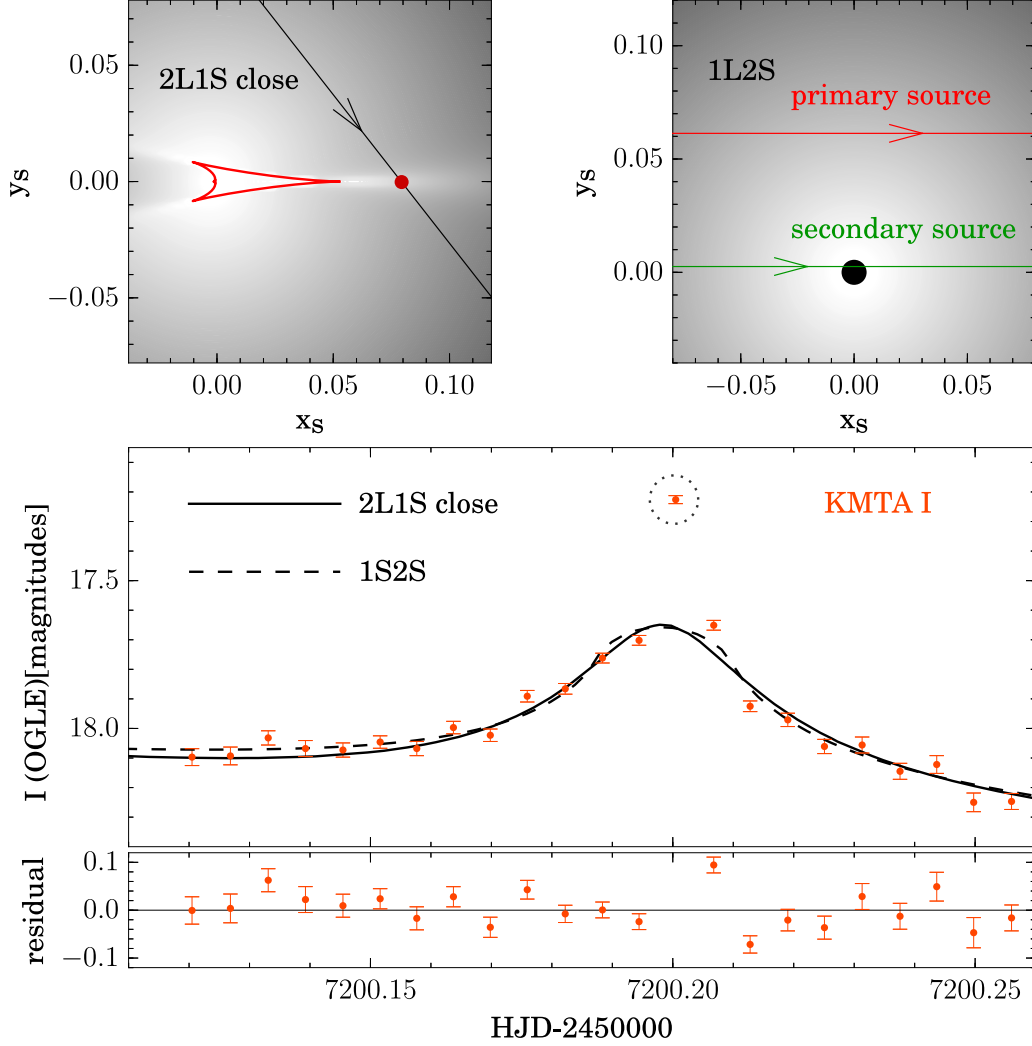 2L1S close
0.05
0.00
−0.05
yS
0.00
0.05
0.10
xS
1L2S
primary source
secondary source
0.10
0.05
0.00
yS
−0.05
0.00
0.05
xS
2L1S close
1S2S
KMTA I
17.5
18.0
I (OGLE)[magnitudes]
0.1
0.0
−0.1
residual
7200.15
7200.20
7200.25
HJD-2450000